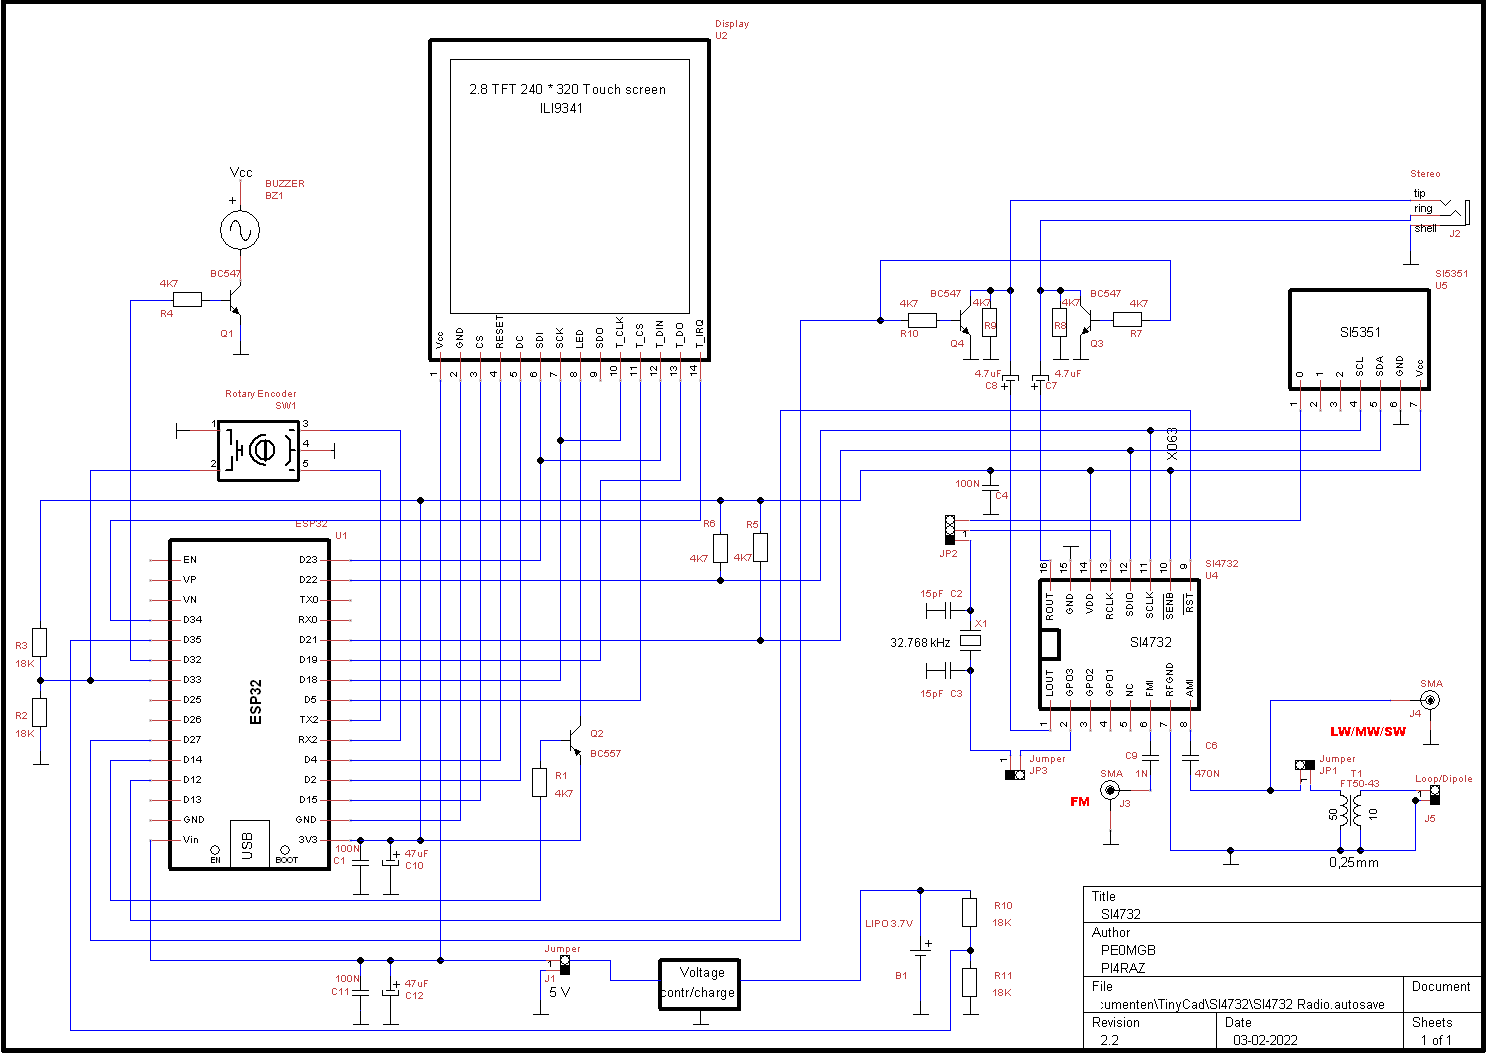 Display
U2
2.8 TFT 240 * 320 Touch screen
ILI9341
Vcc
GND
CS
RESET
DC
SDI
SCK
LED
SDO
T_CLK
T_CS
T_DIN
T_DO
T_IRQ
1
2
3
4
5
6
7
8
9
10
11
12
13
14
Vcc
+
BUZZER
BZ1
BC547
4K7
R4
Q1
Rotary Encoder
SW1
1
2
3
4
5
ESP32
U1
EN
VP
VN
D34
D35
D32
D33
D25
D26
D27
D14
D12
D13
GND
Vin
D23
D22
TX0
RX0
D21
D19
D18
D5
TX2
RX2
D4
D2
D15
GND
3V3
ESP32
USB
EN
BOOT
R3
18K
R2
18K
100N
C1
+
47uF
C10
R1
4K7
Q2
BC557
R6
4K7
R5
4K7
100N
C11
+
47uF
C12
Jumper
1
J1
5 V
Voltage
contr/charge
LIPO 3.7V
+
B1
R10
18K
R11
18K
Stereo
tip
ring
shell
J2
4K7
R10
BC547
Q4
4K7
R9
4K7
R8
BC547
Q3
4K7
R7
4.7uF
C8
+
4.7uF
C7
+
SI5351
U5
SI5351
0
1
2
SCL
SDA
GND
Vcc
1
2
3
4
5
6
7
X063
100N
C4
1
JP2
15pF C2
X1
32.768 kHz
15pF C3
SI4732
U4
SI4732
16
15
14
13
12
11
10
9
ROUT
GND
VDD
RCLK
SDIO
SCLK
SENB
RST
LOUT
GPO3
GPO2
GPO1
NC
FMI
RFGND
AMI
1
2
3
4
5
6
7
8
1
Jumper
JP3
C9
1N
C6
470N
SMA
J3
FM
SMA
J4
LW/MW/SW
Jumper
JP1
1
T1
FT50-43
50
10
0,25mm
Loop/Dipole
1
J5
Title
SI4732
Author
PE0MGB
PI4RAZ
File
:umenten\TinyCad\SI4732\SI4732 Radio.autosave
Document
Revision
2.2
Date
03-02-2022
Sheets
1 of 1